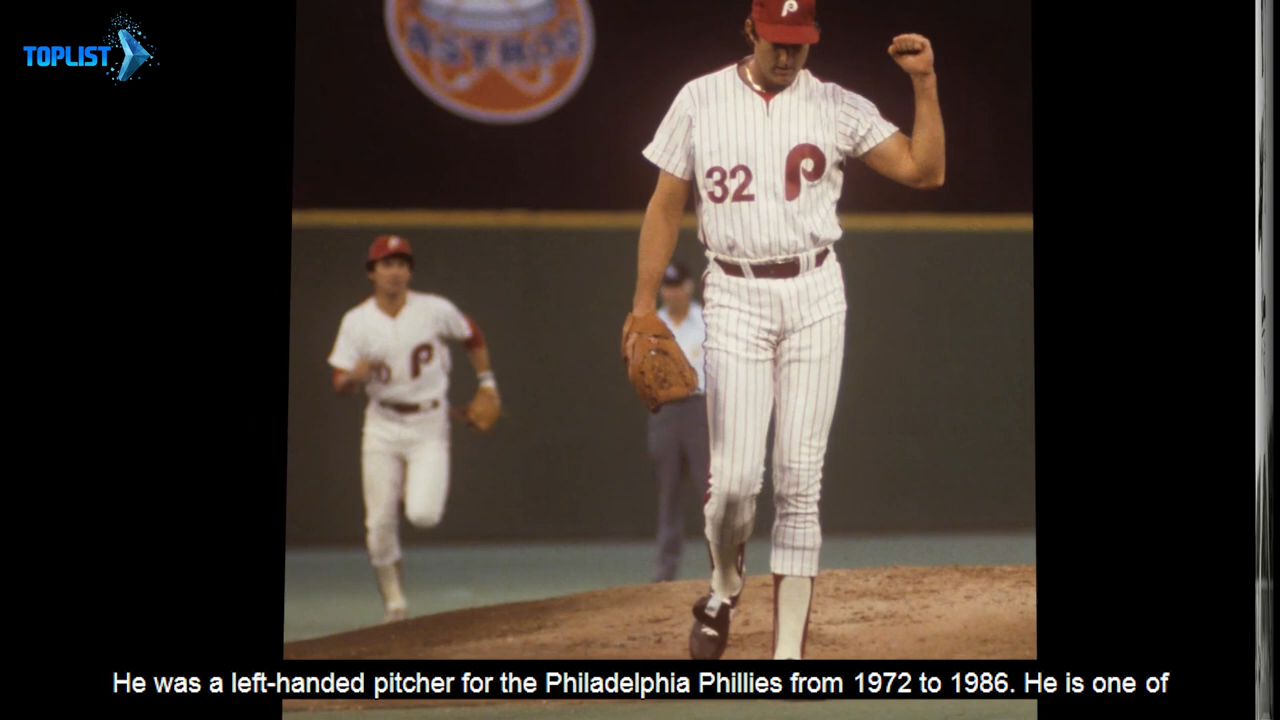 TOPLIST
ASTROS
P
32 P
P
P
He was a left-handed pitcher for the Philadelphia Phillies from 1972 to 1986. He is one of